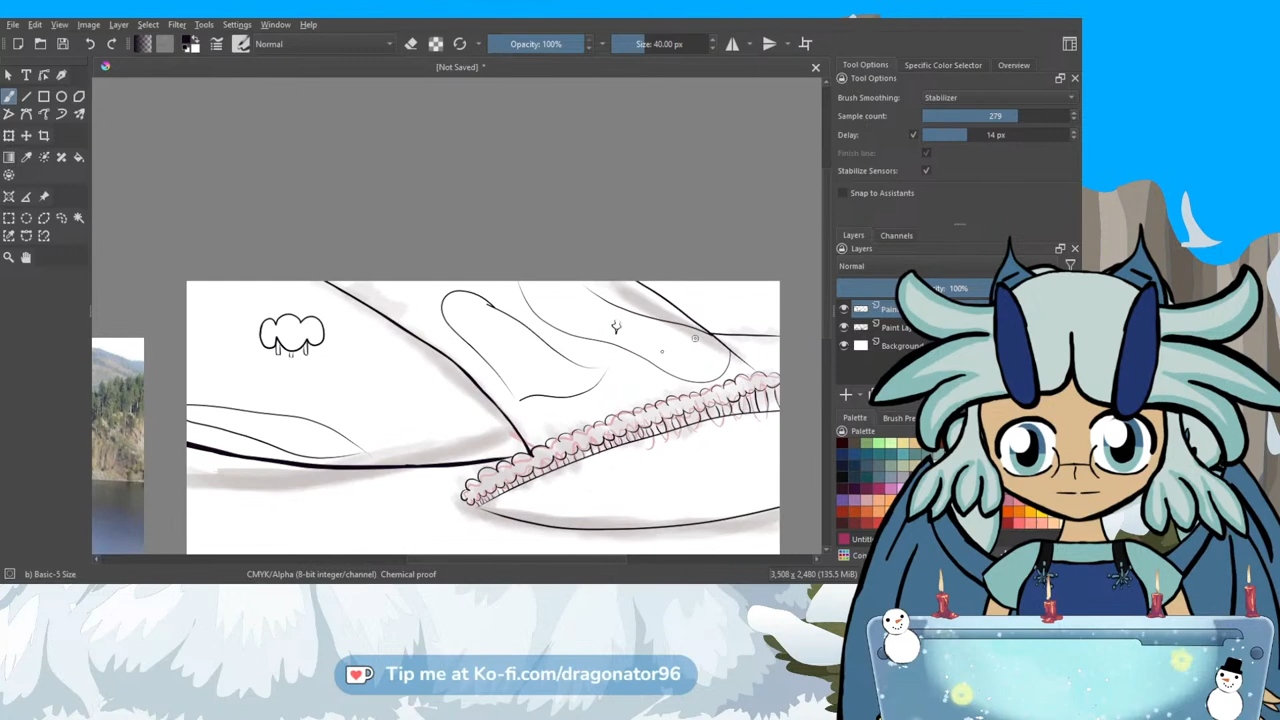 File Edit View Image Layer Filter Select Tools Settings Window Help
Normal
Opacity: 100%
Size: 40.00 px
[Not Saved] *
Tool Options Specific Color Selector Overview
Tool Options
Brush Smoothing: Stabilizer
Sample count: 279
Delay: 14 px
Finish line:
Stabilize Sensors:
Snap to Assistants
Layers Channels
Layers
Normal
100%
Paint
Background
Palette
Palette
b) Basic-5 Size
CMYK/Alpha (8-bit integer/channel) Chemical proof
3,508 x 2,480 (135.5 MiB)
Tip me at Ko-fi.com/dragonator96